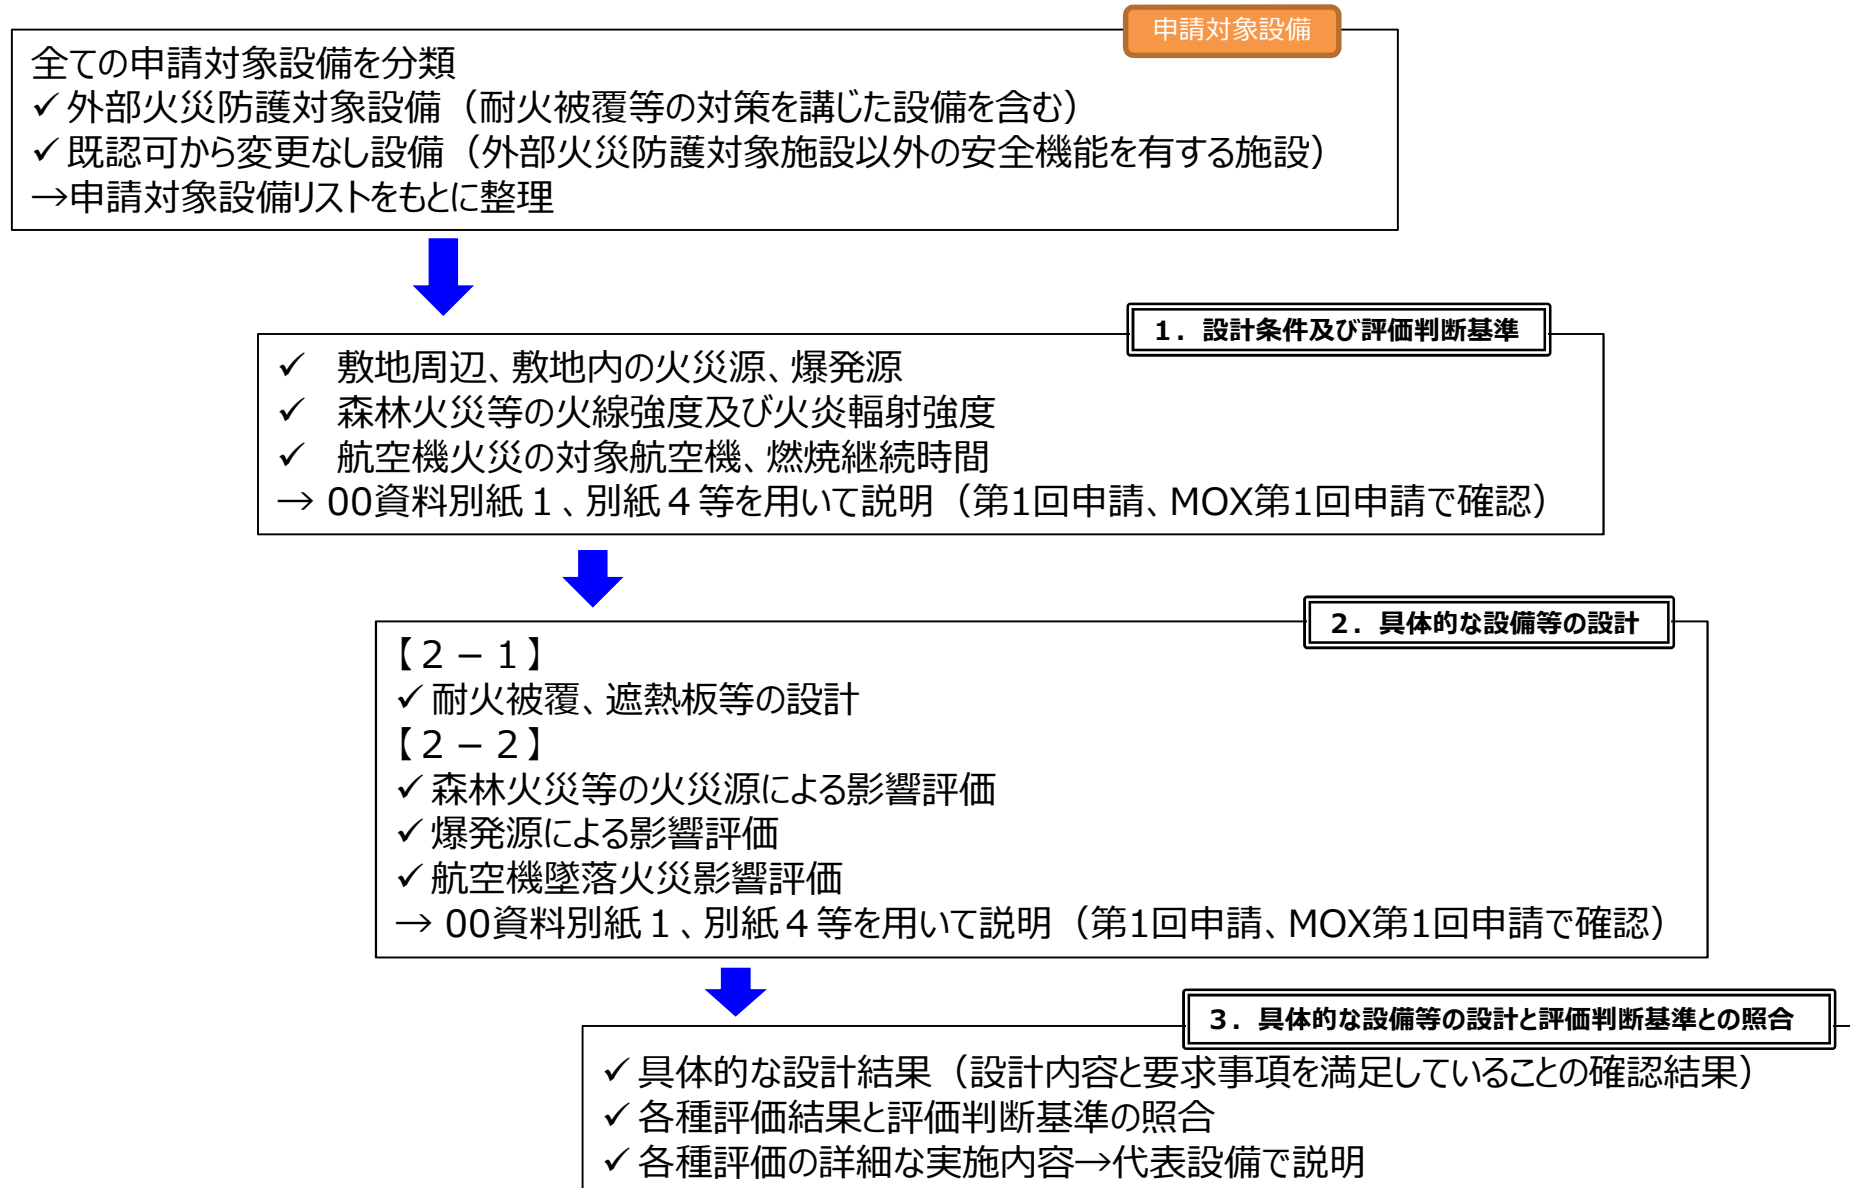 申請対象設備
全ての申請対象設備を分類
✓外部火災防護対象設備（耐火被覆等の対策を講じた設備を含む）
✓既認可から変更なし設備（外部火災防護対象施設以外の安全機能を有する施設）
→申請対象設備リストをもとに整理
１．設計条件及び評価判断基準
✓ 敷地周辺、敷地内の火災源、爆発源
✓ 森林火災等の火線強度及び火炎輻射強度
✓ 航空機火災の対象航空機、燃焼継続時間
→ 00資料別紙１、別紙４等を用いて説明（第1回申請、MOX第1回申請で確認）
２．具体的な設備等の設計
【２－１】
✓耐火被覆、遮熱板等の設計
【２－２】
✓森林火災等の火災源による影響評価
✓爆発源による影響評価
✓航空機墜落火災影響評価
→ 00資料別紙１、別紙４等を用いて説明（第1回申請、MOX第1回申請で確認）
３．具体的な設備等の設計と評価判断基準との照合
✓具体的な設計結果（設計内容と要求事項を満足していることの確認結果）
✓各種評価結果と評価判断基準の照合
✓各種評価の詳細な実施内容→代表設備で説明